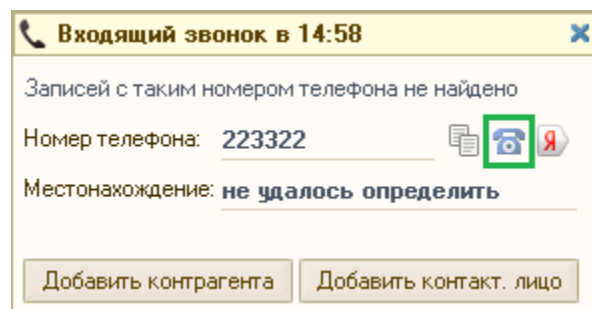 Входящий звонок в 14:58
Записей с таким номером телефона не найдено
Номер телефона: 223322 Я
Местонахождение: не удалось определить
Добавить контрагента Добавить контакт. лицо